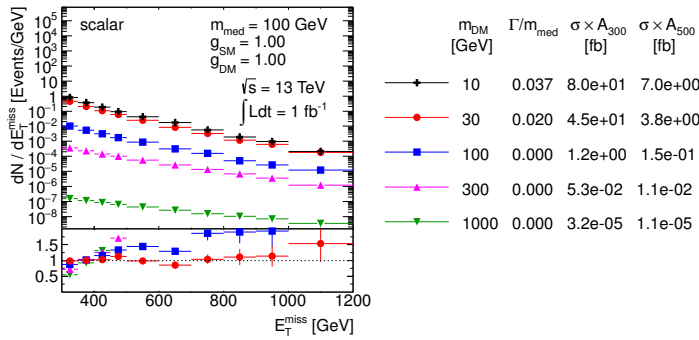 scalar
m_med = 100 GeV
g_SM = 1.00
g_DM = 1.00
√s = 13 TeV
∫ Ldt = 1 fb⁻¹
dN / dE_T^miss [Events/GeV]
10⁵
10⁴
10³
10²
10
1
10⁻¹
10⁻²
10⁻³
10⁻⁴
10⁻⁵
10⁻⁶
10⁻⁷
10⁻⁸
1.5
1
0.5
400 600 800 1000 1200
E_T^miss [GeV]
m_DM Γ/m_med σ × A_300 σ × A_500
[GeV] [fb] [fb]
10 0.037 8.0e+01 7.0e+00
30 0.020 4.5e+01 3.8e+00
100 0.000 1.2e+00 1.5e-01
300 0.000 5.3e-02 1.1e-02
1000 0.000 3.2e-05 1.1e-05